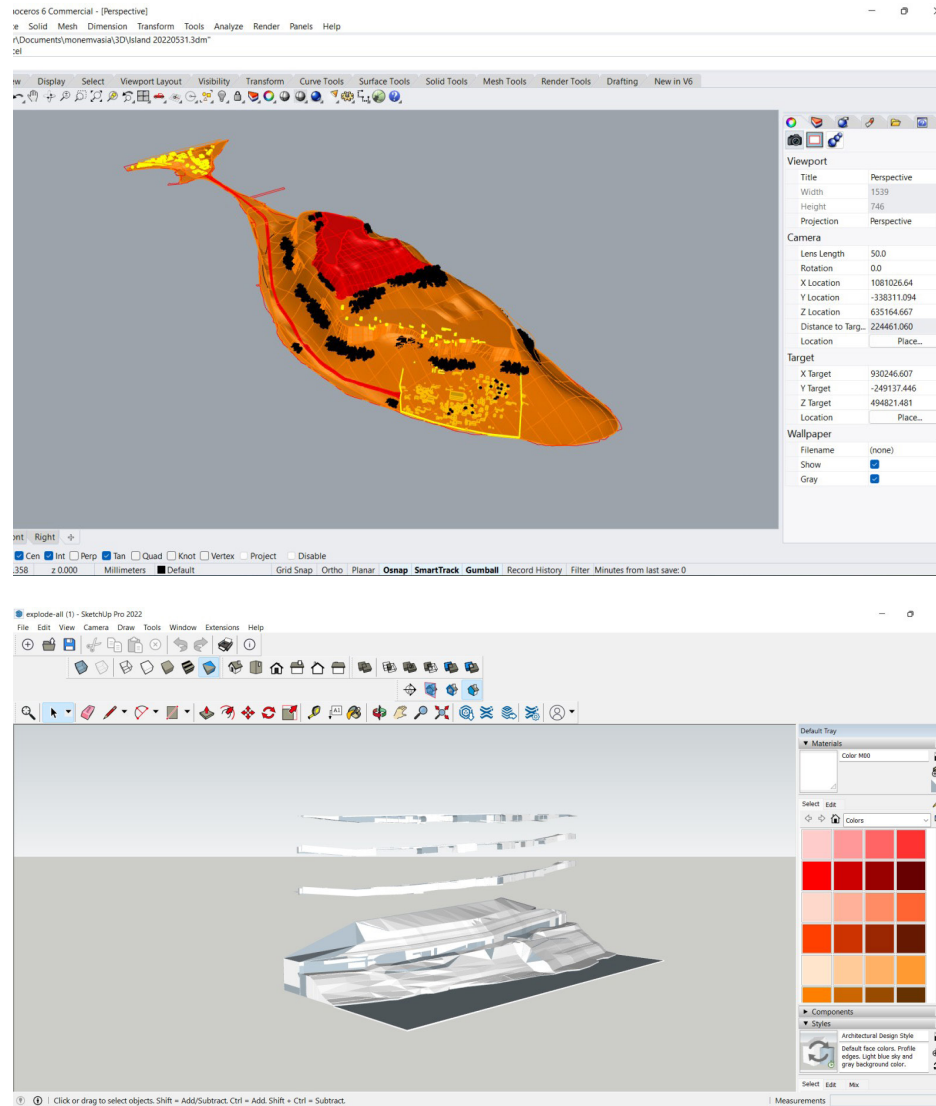 noceros 6 Commercial - [Perspective]
te Solid Mesh Dimension Transform Tools Analyze Render Panels Help
r\Documents\monemvasia\3D\Island 20220531.3dm"
cel
ew Display Select Viewport Layout Visibility Transform Curve Tools Surface Tools Solid Tools Mesh Tools Render Tools Drafting New in V6
Viewport
Title Perspective
Width 1539
Height 746
Projection Perspective
Camera
Lens Length 50.0
Rotation 0.0
X Location 1081026.64
Y Location -338311.094
Z Location 635164.667
Distance to Targ... 224461.060
Location Place...
Target
X Target 930246.607
Y Target -249137.446
Z Target 494821.481
Location Place...
Wallpaper
Filename (none)
Show
Gray
ont Right
Cen Int Perp Tan Quad Knot Vertex Project Disable
.358 z 0.000 Millimeters Default Grid Snap Ortho Planar Osnap SmartTrack Gumball Record History Filter Minutes from last save: 0
explode-all (1) - SketchUp Pro 2022
File Edit View Camera Draw Tools Window Extensions Help
Default Tray
Materials
Color M00
Select Edit
Colors
Components
Styles
Architectural Design Style
Default face colors. Profile
edges. Light blue sky and
gray background color.
Select Edit Mix
Click or drag to select objects. Shift = Add/Subtract. Ctrl = Add. Shift + Ctrl = Subtract. Measurements